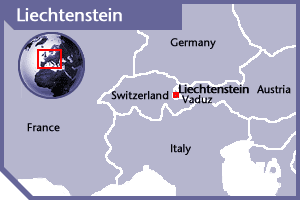 Liechtenstein
Germany
Liechtenstein
Switzerland
Austria
Vaduz
France
Italy